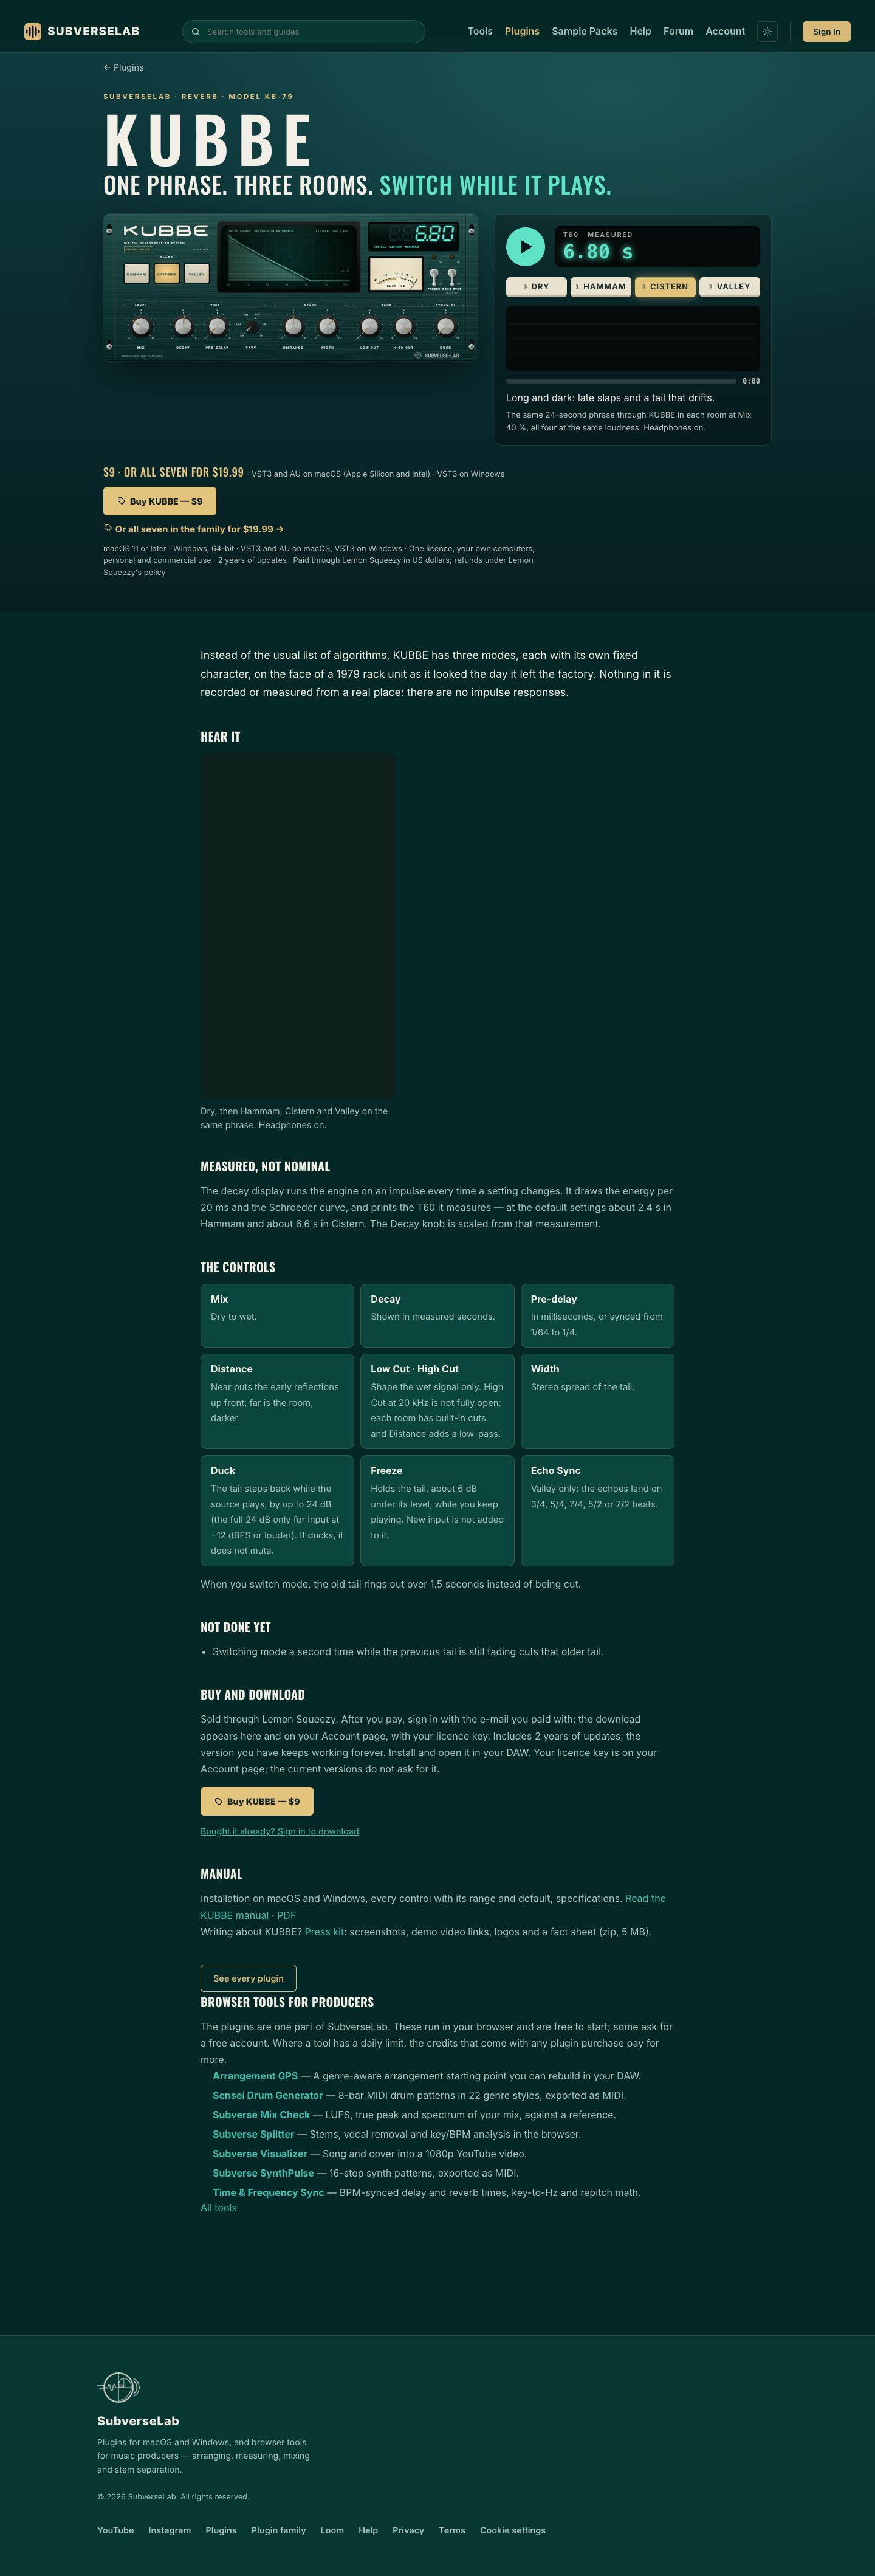 SUBVERSELAB
Search tools and guides
Tools Plugins Sample Packs Help Forum Account
Sign In
← Plugins
SUBVERSELAB · REVERB · MODEL KB-79
KUBBE
ONE PHRASE. THREE ROOMS. SWITCH WHILE IT PLAYS.
KUBBE
DIGITAL REVERBERATION SYSTEM
PLACE
HAMMAM CISTERN VALLEY
6.80
LEVEL TIME SPACE TONE DYNAMICS
MIX DECAY PRE-DELAY SYNC DISTANCE WIDTH LOW CUT HIGH CUT DUCK
SUBVERSE-LAB
T60 · MEASURED
6.80 s
0 DRY 1 HAMMAM 2 CISTERN 3 VALLEY
0:00
Long and dark: late slaps and a tail that drifts.
The same 24-second phrase through KUBBE in each room at Mix
40 %, all four at the same loudness. Headphones on.
$9 · OR ALL SEVEN FOR $19.99 · VST3 and AU on macOS (Apple Silicon and Intel) · VST3 on Windows
Buy KUBBE — $9
Or all seven in the family for $19.99 →
macOS 11 or later · Windows, 64-bit · VST3 and AU on macOS, VST3 on Windows · One licence, your own computers,
personal and commercial use · 2 years of updates · Paid through Lemon Squeezy in US dollars; refunds under Lemon
Squeezy's policy
Instead of the usual list of algorithms, KUBBE has three modes, each with its own fixed
character, on the face of a 1979 rack unit as it looked the day it left the factory. Nothing in it is
recorded or measured from a real place: there are no impulse responses.
HEAR IT
Dry, then Hammam, Cistern and Valley on the
same phrase. Headphones on.
MEASURED, NOT NOMINAL
The decay display runs the engine on an impulse every time a setting changes. It draws the energy per
20 ms and the Schroeder curve, and prints the T60 it measures — at the default settings about 2.4 s in
Hammam and about 6.6 s in Cistern. The Decay knob is scaled from that measurement.
THE CONTROLS
Mix
Dry to wet.
Decay
Shown in measured seconds.
Pre-delay
In milliseconds, or synced from
1/64 to 1/4.
Distance
Near puts the early reflections
up front; far is the room,
darker.
Low Cut · High Cut
Shape the wet signal only. High
Cut at 20 kHz is not fully open:
each room has built-in cuts
and Distance adds a low-pass.
Width
Stereo spread of the tail.
Duck
The tail steps back while the
source plays, by up to 24 dB
(the full 24 dB only for input at
−12 dBFS or louder). It ducks, it
does not mute.
Freeze
Holds the tail, about 6 dB
under its level, while you keep
playing. New input is not added
to it.
Echo Sync
Valley only: the echoes land on
3/4, 5/4, 7/4, 5/2 or 7/2 beats.
When you switch mode, the old tail rings out over 1.5 seconds instead of being cut.
NOT DONE YET
• Switching mode a second time while the previous tail is still fading cuts that older tail.
BUY AND DOWNLOAD
Sold through Lemon Squeezy. After you pay, sign in with the e-mail you paid with: the download
appears here and on your Account page, with your licence key. Includes 2 years of updates; the
version you have keeps working forever. Install and open it in your DAW. Your licence key is on your
Account page; the current versions do not ask for it.
Buy KUBBE — $9
Bought it already? Sign in to download
MANUAL
Installation on macOS and Windows, every control with its range and default, specifications. Read the
KUBBE manual · PDF
Writing about KUBBE? Press kit: screenshots, demo video links, logos and a fact sheet (zip, 5 MB).
See every plugin
BROWSER TOOLS FOR PRODUCERS
The plugins are one part of SubverseLab. These run in your browser and are free to start; some ask for
a free account. Where a tool has a daily limit, the credits that come with any plugin purchase pay for
more.
Arrangement GPS — A genre-aware arrangement starting point you can rebuild in your DAW.
Sensei Drum Generator — 8-bar MIDI drum patterns in 22 genre styles, exported as MIDI.
Subverse Mix Check — LUFS, true peak and spectrum of your mix, against a reference.
Subverse Splitter — Stems, vocal removal and key/BPM analysis in the browser.
Subverse Visualizer — Song and cover into a 1080p YouTube video.
Subverse SynthPulse — 16-step synth patterns, exported as MIDI.
Time & Frequency Sync — BPM-synced delay and reverb times, key-to-Hz and repitch math.
All tools
SubverseLab
Plugins for macOS and Windows, and browser tools
for music producers — arranging, measuring, mixing
and stem separation.
© 2026 SubverseLab. All rights reserved.
YouTube Instagram Plugins Plugin family Loom Help Privacy Terms Cookie settings